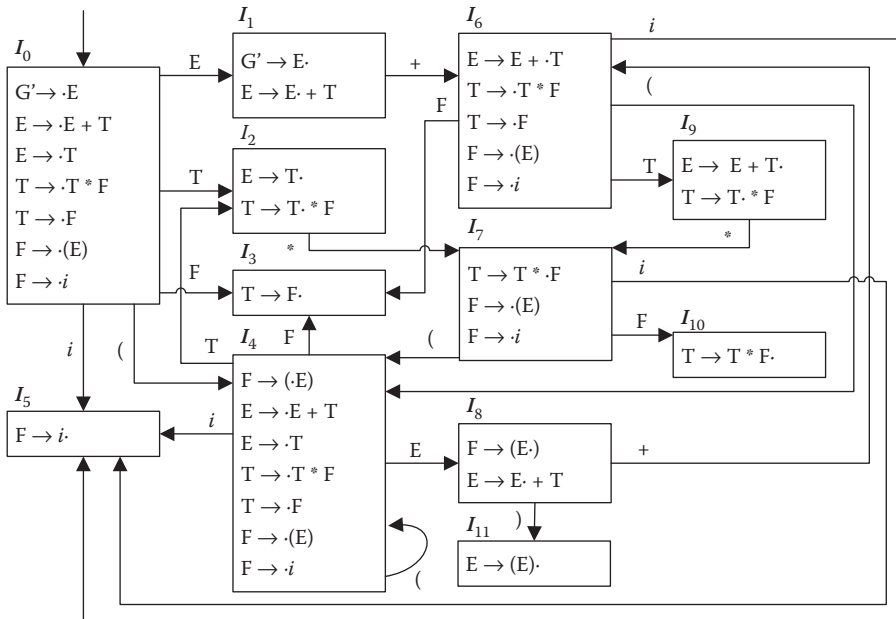 I0
G' → ·E
E → ·E + T
E → ·T
T → ·T * F
T → ·F
F → ·(E)
F → ·i
E
I1
G' → E·
E → E· + T
+
I2
T
E → T·
T → T· * F
*
I3
F
T → F·
I6
E → E + ·T
T → ·T * F
T → ·F
F → ·(E)
F → ·i
i
(
F
T
I9
E → E + T·
T → T· * F
*
I7
T → T * ·F
F → ·(E)
F → ·i
i
F
(
I10
T → T * F·
i
(
T
F
I4
F → (·E)
E → ·E + T
E → ·T
T → ·T * F
T → ·F
F → ·(E)
F → ·i
(
I5
F → i·
i
E
I8
F → (E·)
E → E· + T
+
)
I11
E → (E)·